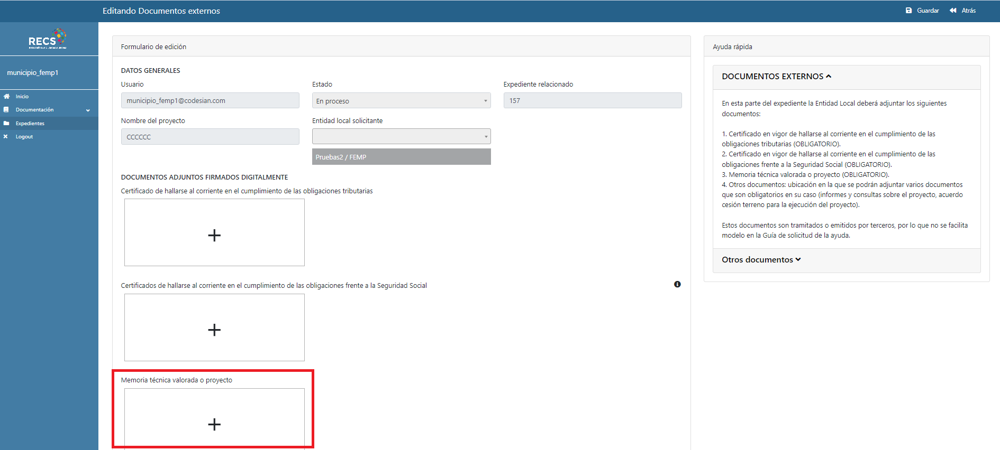 Editando Documentos externos
Guardar
Atrás
RECS
municipio_femp1
Inicio
Documentación
Expedientes
Logout
Formulario de edición
DATOS GENERALES
Usuario
Estado
Expediente relacionado
municipio_femp1@codesian.com
En proceso
157
Nombre del proyecto
Entidad local solicitante
CCCCCC
Pruebas2 / FEMP
DOCUMENTOS ADJUNTOS FIRMADOS DIGITALMENTE
Certificado de hallarse al corriente en el cumplimiento de las obligaciones tributarias
Certificados de hallarse al corriente en el cumplimiento de las obligaciones frente a la Seguridad Social
Memoria técnica valorada o proyecto
Ayuda rápida
DOCUMENTOS EXTERNOS
En esta parte del expediente la Entidad Local deberá adjuntar los siguientes
documentos:
1. Certificado en vigor de hallarse al corriente en el cumplimiento de las
obligaciones tributarias (OBLIGATORIO).
2. Certificado en vigor de hallarse al corriente en el cumplimiento de las
obligaciones frente a la Seguridad Social (OBLIGATORIO).
3. Memoria técnica valorada o proyecto (OBLIGATORIO).
4. Otros documentos: ubicación en la que se podrán adjuntar varios documentos
que son obligatorios en su caso (informes y consultas sobre el proyecto, acuerdo
cesión terreno para la ejecución del proyecto).
Estos documentos son tramitados o emitidos por terceros, por lo que no se facilita
modelo en la Guía de solicitud de la ayuda.
Otros documentos